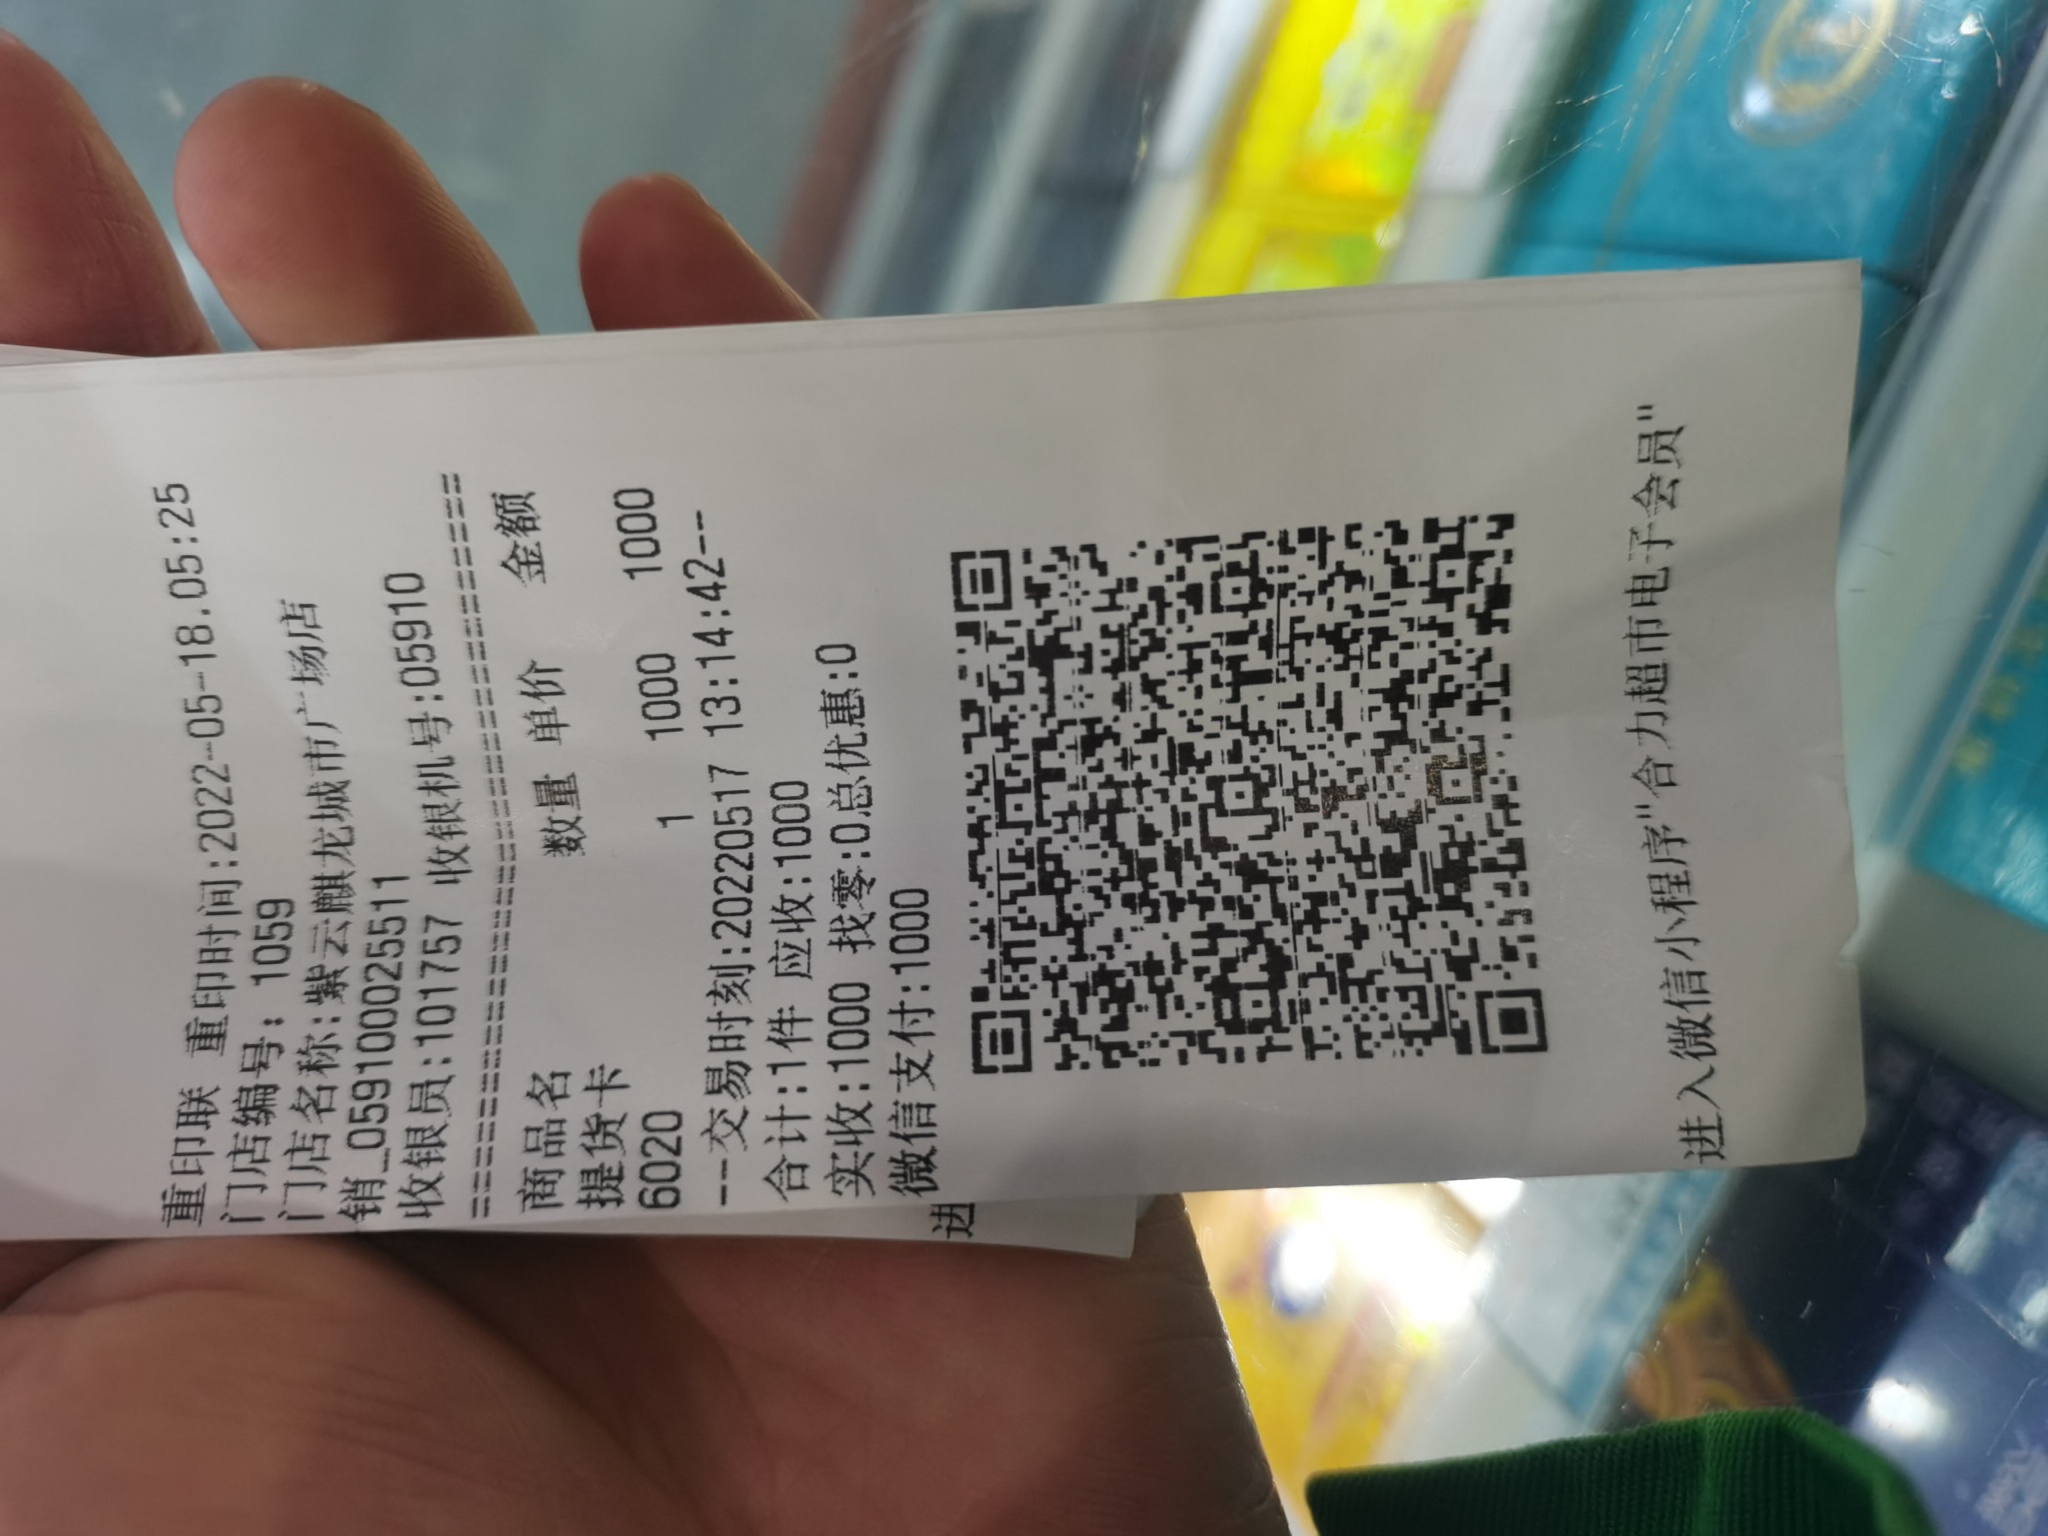 重印联 重印时间:2022-05-18.05:25
门店编号: 1059
门店名称:紫云麒龙城市广场店
销_0591000025511
收银员:101757 收银机号:05910
================================
商品名 数量 单价 金额
提货卡
6020 1 1000 1000
--交易时刻:20220517 13:14:42--
合计:1件 应收:1000
实收:1000 找零:0总优惠:0
微信支付:1000
进入微信小程序"合力超市电子会员"
进